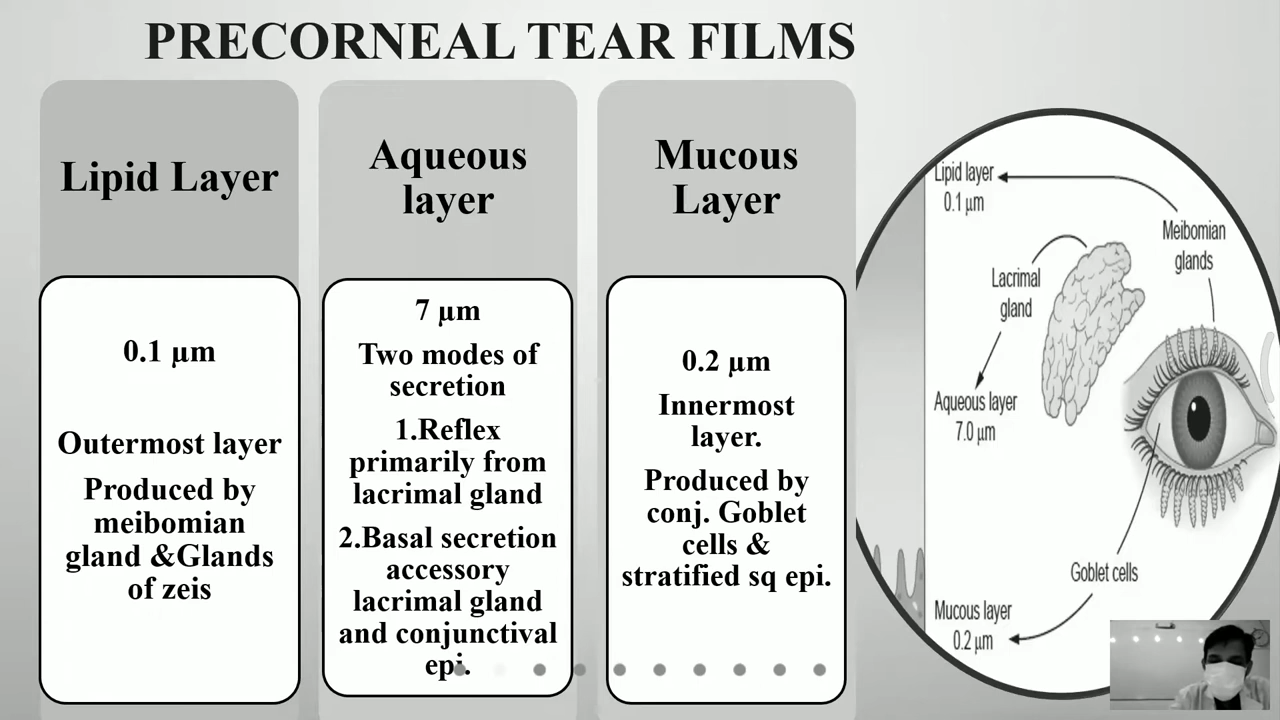 PRECORNEAL TEAR FILMS
Lipid Layer
0.1 μm
Outermost layer
Produced by
meibomian
gland &Glands
of zeis
Aqueous
layer
7 μm
Two modes of
secretion
1.Reflex
primarily from
lacrimal gland
2.Basal secretion
accessory
lacrimal gland
and conjunctival
epi.
Mucous
Layer
0.2 μm
Innermost
layer.
Produced by
conj. Goblet
cells &
stratified sq epi.
Lipid layer
0.1 μm
Meibomian
glands
Lacrimal
gland
Aqueous layer
7.0 μm
Goblet cells
Mucous layer
0.2 μm